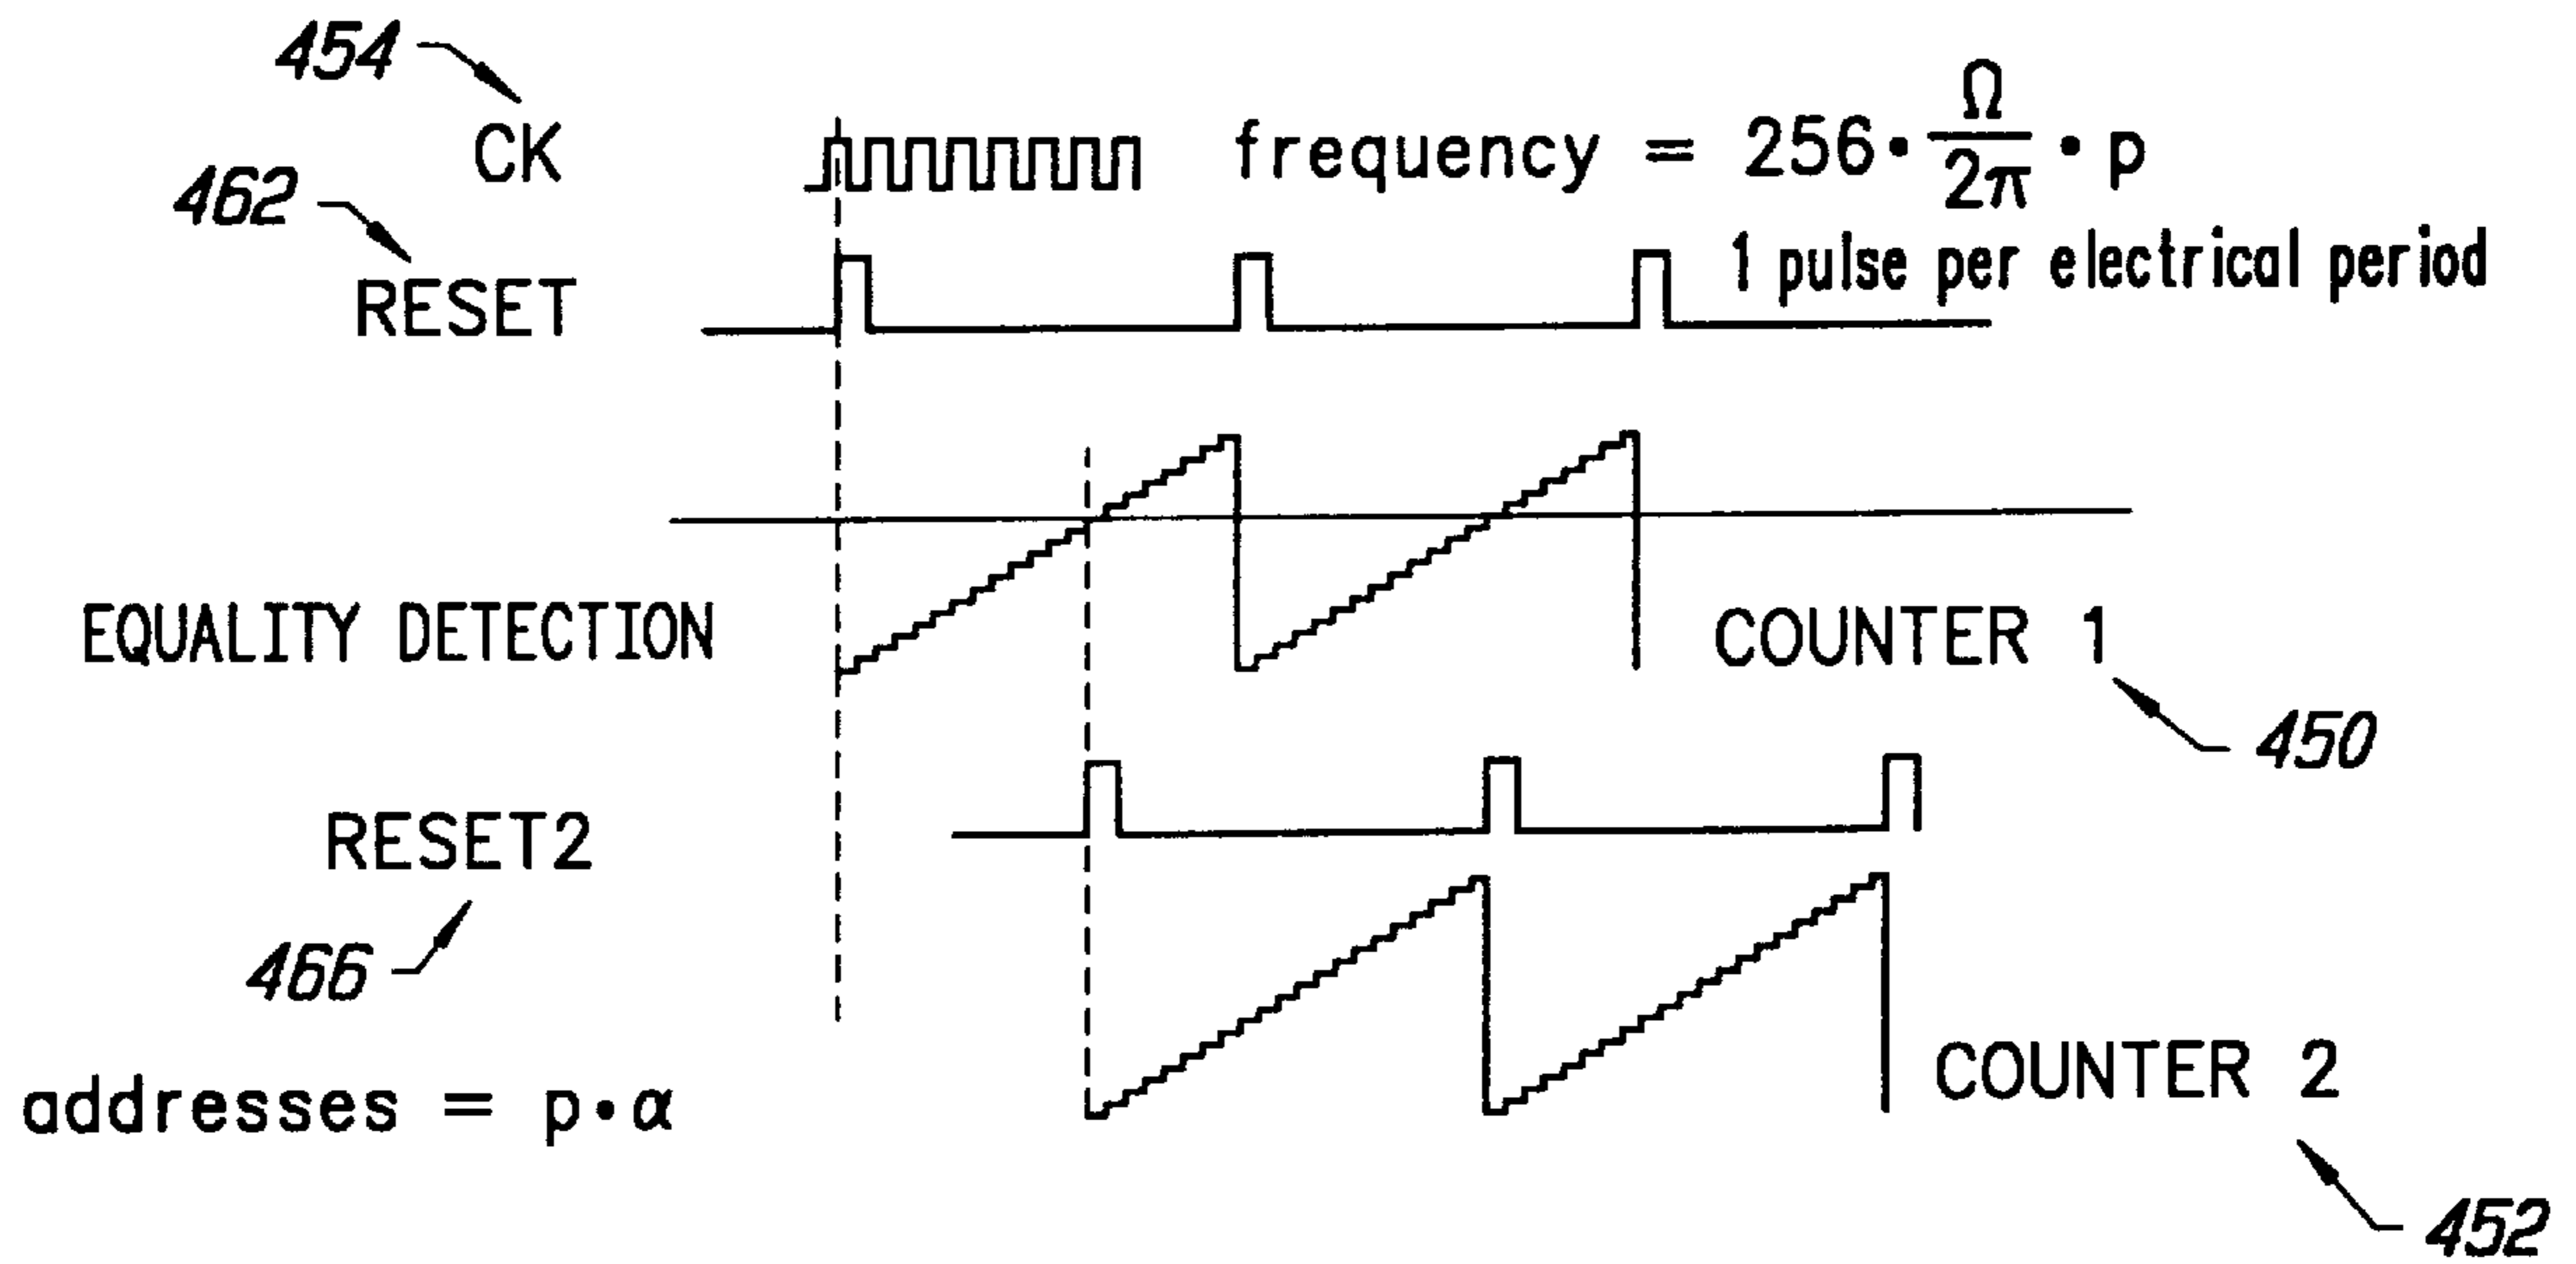 454
CK
frequency = 256 · Ω/2π · p
462
RESET
1 pulse per electrical period
EQUALITY DETECTION
COUNTER 1
450
RESET2
466
addresses = p·α
COUNTER 2
452